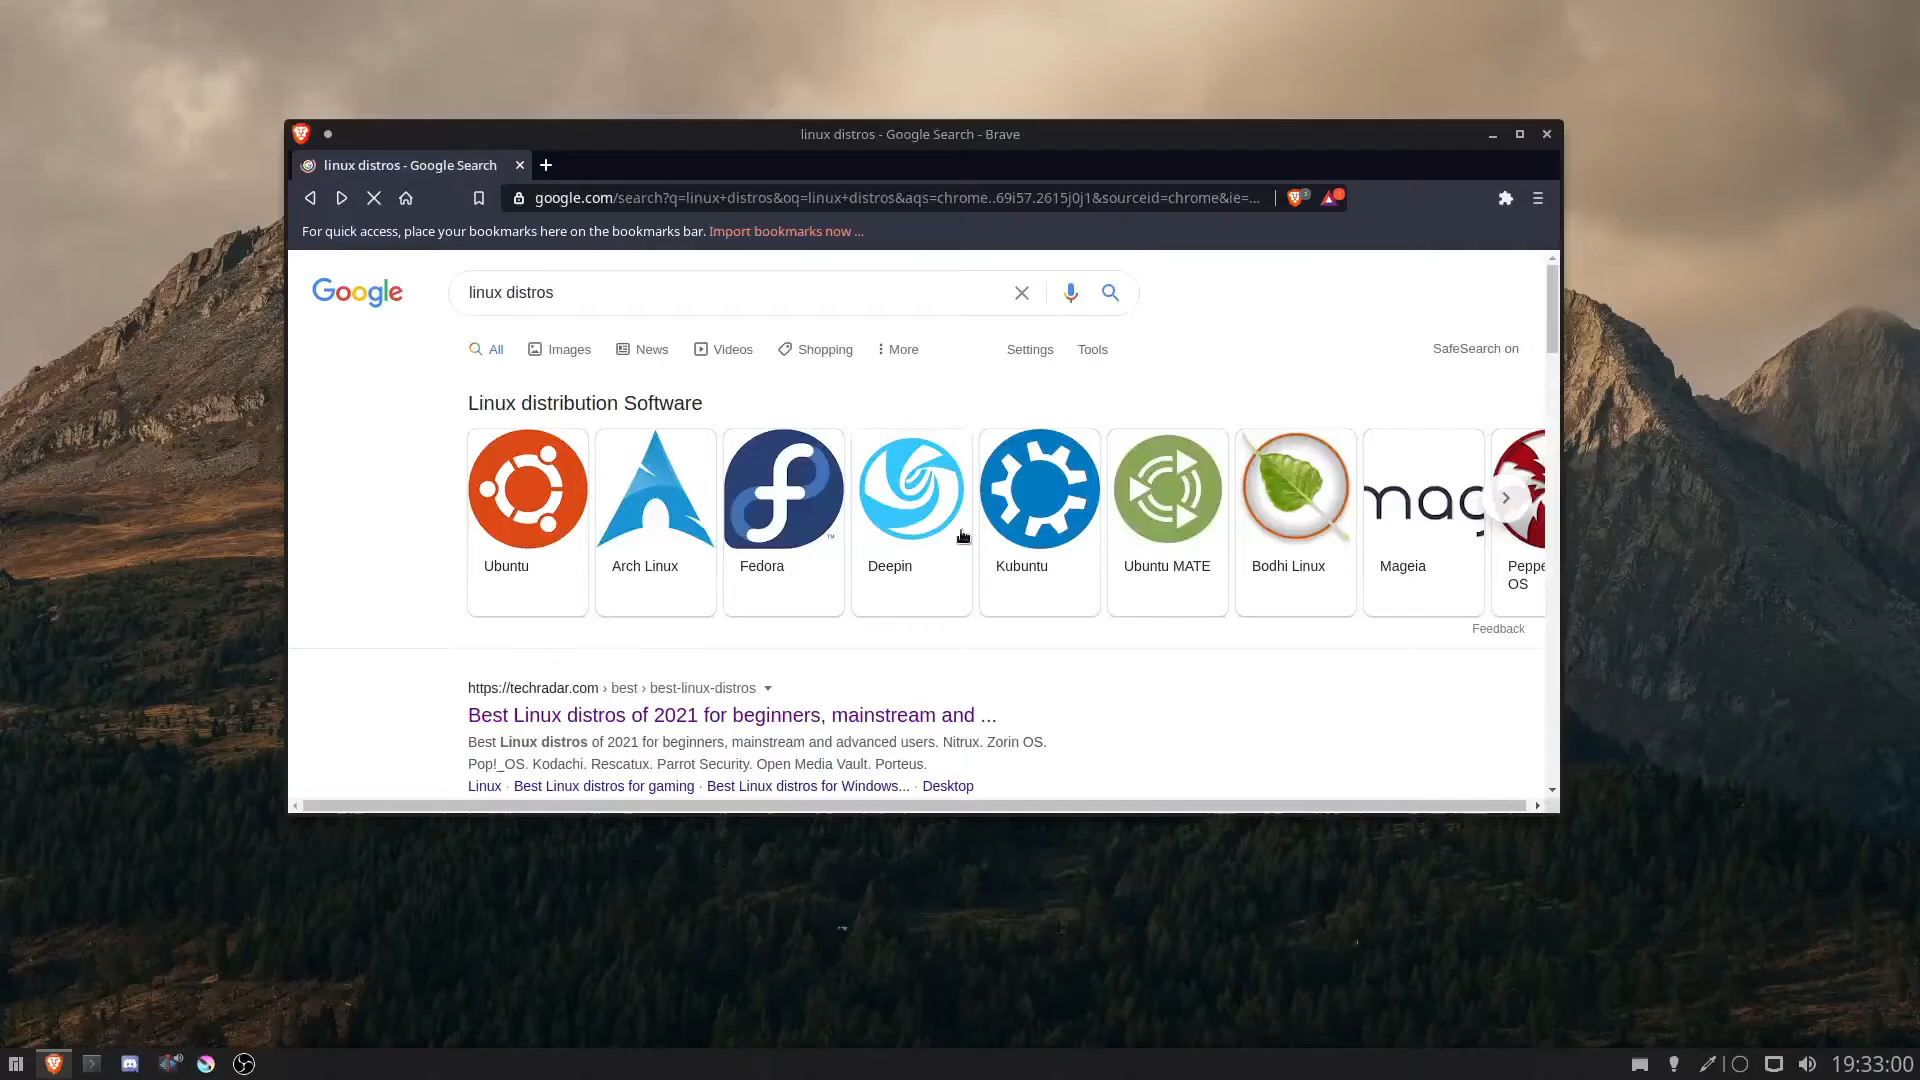 linux distros - Google Search - Brave
linux distros - Google Search
google.com/search?q=linux+distros&oq=linux+distros&aqs=chrome..69i57.2615j0j1&sourceid=chrome&ie=...
For quick access, place your bookmarks here on the bookmarks bar. Import bookmarks now ...
Google
linux distros
All Images News Videos Shopping More Settings Tools SafeSearch on
Linux distribution Software
mag
Ubuntu Arch Linux Fedora Deepin Kubuntu Ubuntu MATE Bodhi Linux Mageia Peppe
OS
Feedback
https://techradar.com › best › best-linux-distros
Best Linux distros of 2021 for beginners, mainstream and ...
Best Linux distros of 2021 for beginners, mainstream and advanced users. Nitrux. Zorin OS.
Pop!_OS. Kodachi. Rescatux. Parrot Security. Open Media Vault. Porteus.
Linux · Best Linux distros for gaming · Best Linux distros for Windows... · Desktop
19:33:00